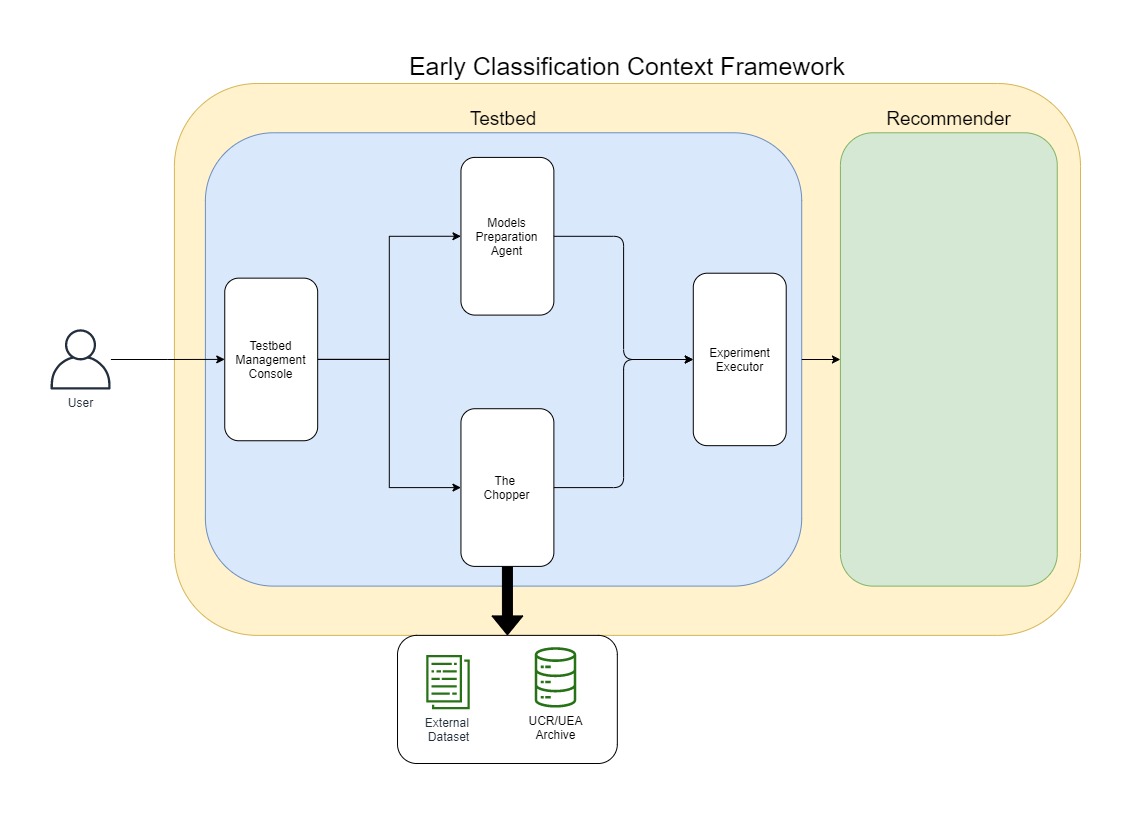 Early Classification Context Framework
Testbed
Recommender
Models
Preparation
Agent
Testbed
Management
Console
Experiment
Executor
User
The
Chopper
External
Dataset
UCR/UEA
Archive